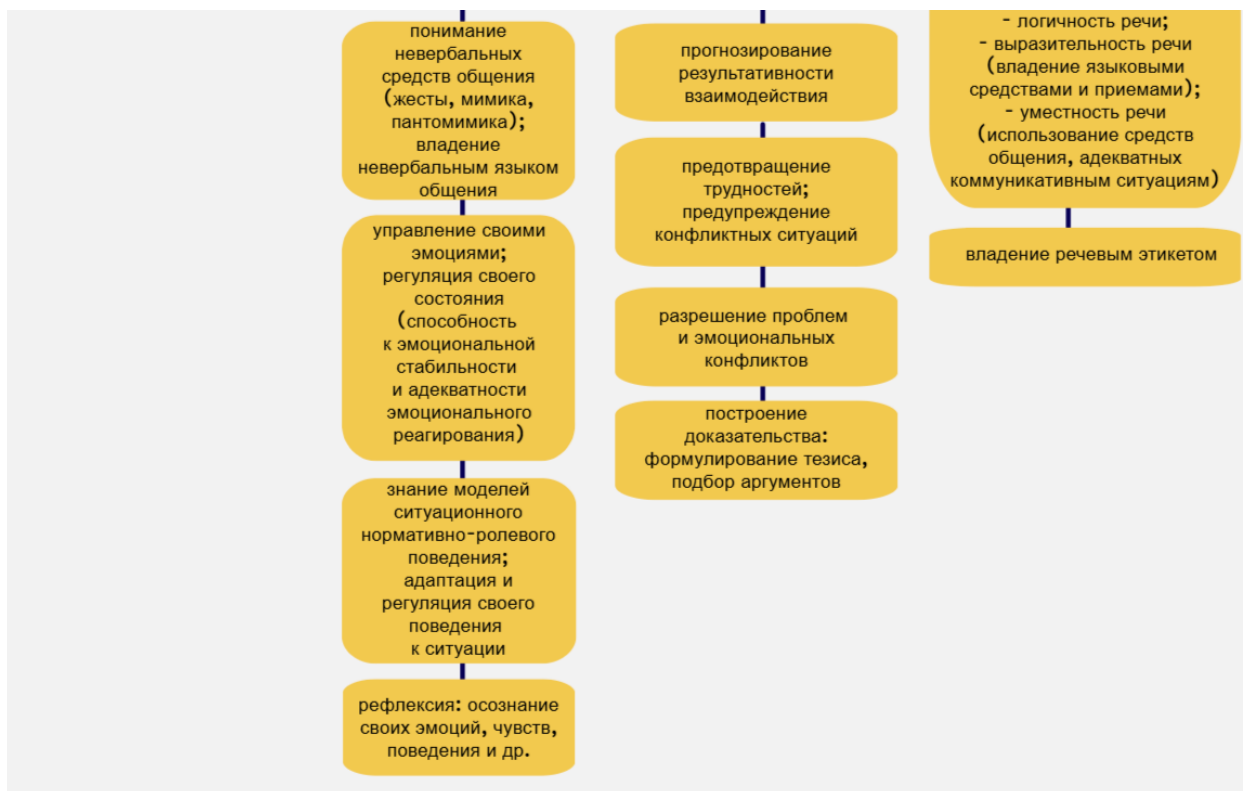 понимание
невербальных
средств общения
(жесты, мимика,
пантомимика);
владение
невербальным языком
общения
управление своими
эмоциями;
регуляция своего
состояния
(способность
к эмоциональной
стабильности
и адекватности
эмоционального
реагирования)
знание моделей
ситуационного
нормативно-ролевого
поведения;
адаптация и
регуляция своего
поведения
к ситуации
рефлексия: осознание
своих эмоций, чувств,
поведения и др.
прогнозирование
результативности
взаимодействия
предотвращение
трудностей;
предупреждение
конфликтных ситуаций
разрешение проблем
и эмоциональных
конфликтов
построение
доказательства:
формулирование тезиса,
подбор аргументов
- логичность речи;
- выразительность речи
(владение языковыми
средствами и приемами);
- уместность речи
(использование средств
общения, адекватных
коммуникативным ситуациям)
владение речевым этикетом